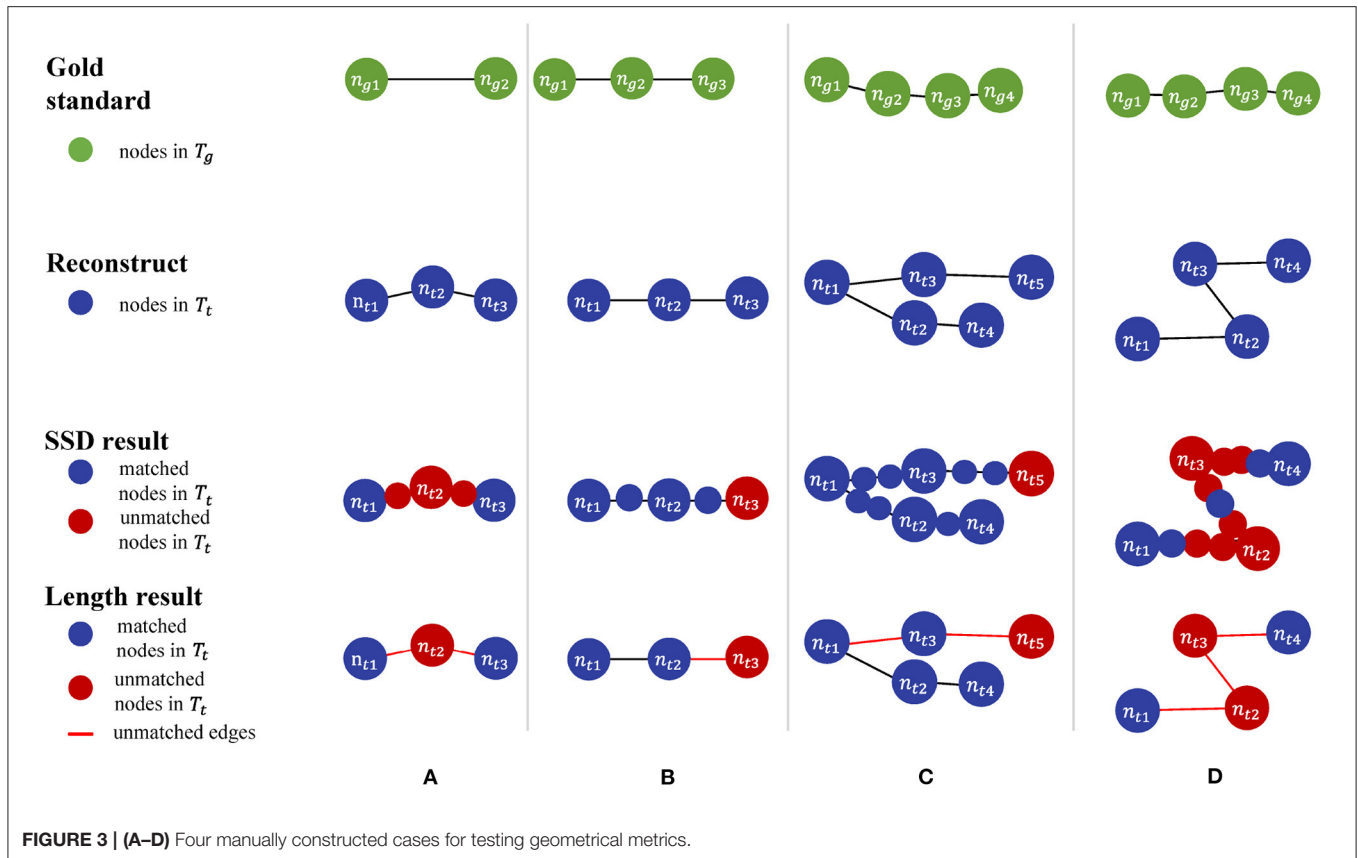 Gold
standard
nodes in T_g
n_g1 n_g2
n_g1 n_g2 n_g3
n_g1 n_g2 n_g3 n_g4
n_g1 n_g2 n_g3 n_g4
Reconstruct
nodes in T_t
n_t1 n_t2 n_t3
n_t1 n_t2 n_t3
n_t1 n_t3 n_t5
n_t2 n_t4
n_t3 n_t4
n_t1 n_t2
SSD result
matched
nodes in T_t
unmatched
nodes in T_t
n_t1 n_t2 n_t3
n_t1 n_t2 n_t3
n_t1 n_t3 n_t5
n_t2 n_t4
n_t3 n_t4
n_t1 n_t2
Length result
matched
nodes in T_t
unmatched
nodes in T_t
unmatched edges
n_t1 n_t2 n_t3
n_t1 n_t2 n_t3
n_t1 n_t3 n_t5
n_t2 n_t4
n_t3 n_t4
n_t1 n_t2
A B C D
FIGURE 3 | (A–D) Four manually constructed cases for testing geometrical metrics.